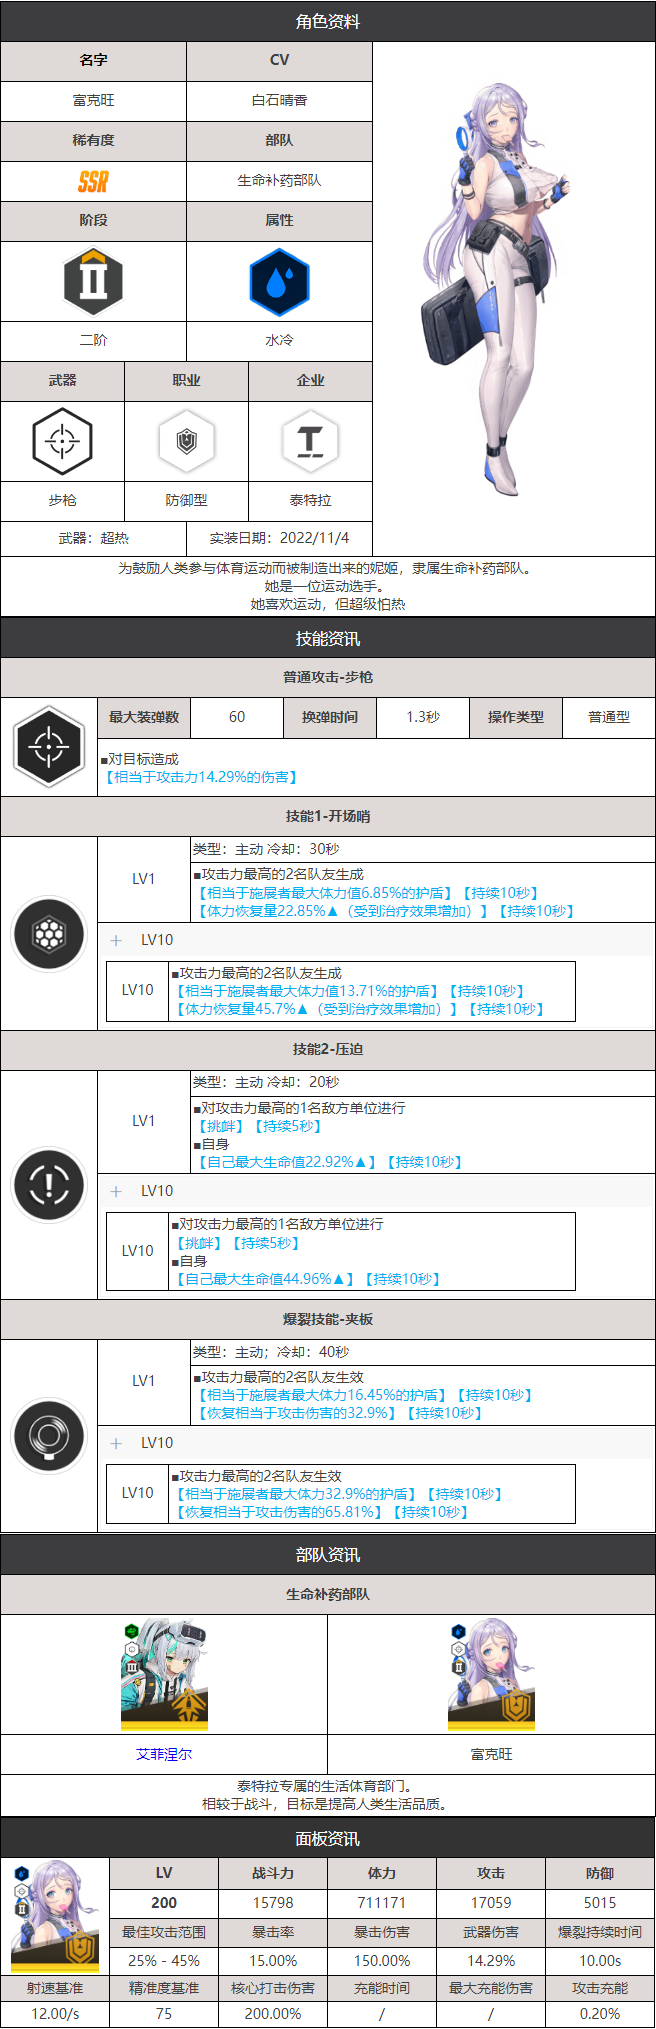 角色资料
名字
CV
富克旺
白石晴香
稀有度
部队
SSR
生命补药部队
阶段
属性
二阶
水冷
武器
职业
企业
步枪
防御型
泰特拉
武器：超热
实装日期：2022/11/4
为鼓励人类参与体育运动而被制造出来的妮姬，隶属生命补药部队。
她是一位运动选手。
她喜欢运动，但超级怕热
技能资讯
普通攻击-步枪
最大装弹数
60
换弹时间
1.3秒
操作类型
普通型
■对目标造成
【相当于攻击力14.29%的伤害】
技能1-开场哨
LV1
类型：主动 冷却：30秒
■攻击力最高的2名队友生成
【相当于施展者最大体力值6.85%的护盾】【持续10秒】
【体力恢复量22.85%▲（受到治疗效果增加）】【持续10秒】
+ LV10
LV10
■攻击力最高的2名队友生成
【相当于施展者最大体力值13.71%的护盾】【持续10秒】
【体力恢复量45.7%▲（受到治疗效果增加）】【持续10秒】
技能2-压迫
LV1
类型：主动 冷却：20秒
■对攻击力最高的1名敌方单位进行
【挑衅】【持续5秒】
■自身
【自己最大生命值22.92%▲】【持续10秒】
+ LV10
LV10
■对攻击力最高的1名敌方单位进行
【挑衅】【持续5秒】
■自身
【自己最大生命值44.96%▲】【持续10秒】
爆裂技能-夹板
LV1
类型：主动；冷却：40秒
■攻击力最高的2名队友生效
【相当于施展者最大体力16.45%的护盾】【持续10秒】
【恢复相当于攻击伤害的32.9%】【持续10秒】
+ LV10
LV10
■攻击力最高的2名队友生效
【相当于施展者最大体力32.9%的护盾】【持续10秒】
【恢复相当于攻击伤害的65.81%】【持续10秒】
部队资讯
生命补药部队
艾菲涅尔
富克旺
泰特拉专属的生活体育部门。
相较于战斗，目标是提高人类生活品质。
面板资讯
LV
战斗力
体力
攻击
防御
200
15798
711171
17059
5015
最佳攻击范围
暴击率
暴击伤害
武器伤害
爆裂持续时间
25% - 45%
15.00%
150.00%
14.29%
10.00s
射速基准
精准度基准
核心打击伤害
充能时间
最大充能伤害
攻击充能
12.00/s
75
200.00%
/
/
0.20%